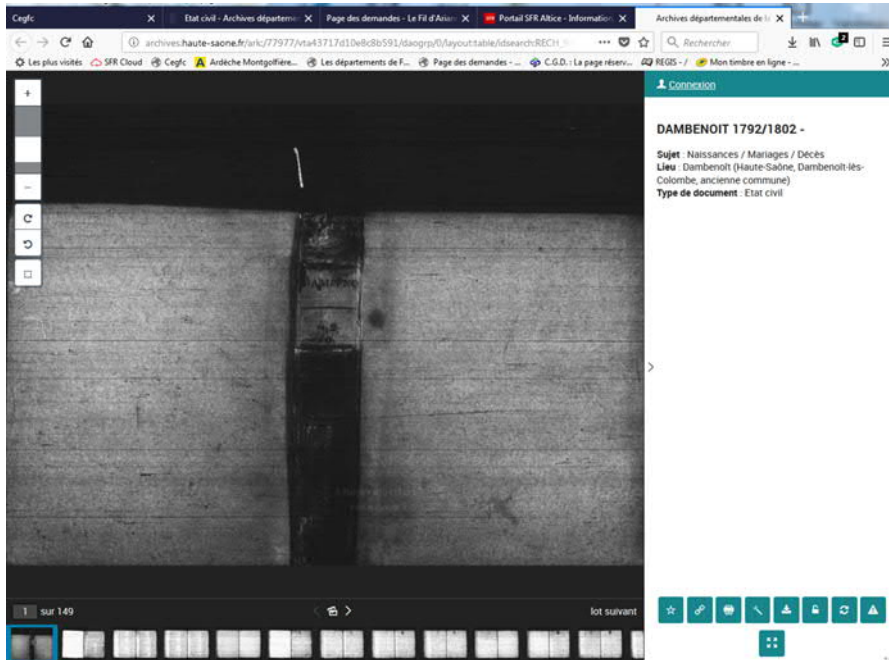 Cegfc
Etat civil - Archives départemen
Page des demandes - Le Fil d'Arian
Portail SFR Altice - Information
Archives départementales de la
archives.haute-saone.fr/aric/77977/vta43717d10e8c8b591/daogrp/0/layout:table/idsearch:RECH_
Rechercher
2
Les plus visités
SFR Cloud
Cegfc
Ardèche Montgolfière...
Les départements de F...
Page des demandes - ...
C.G.D. : La page réserv...
REGIS - /
Mon timbre en ligne - ...
Connexion
DAMBENOIT 1792/1802 -
Sujet : Naissances / Mariages / Décès
Lieu : Dambenoît (Haute-Saône, Dambenoît-lès-
Colombe, ancienne commune)
Type de document : Etat civil
1 sur 149
lot suivant